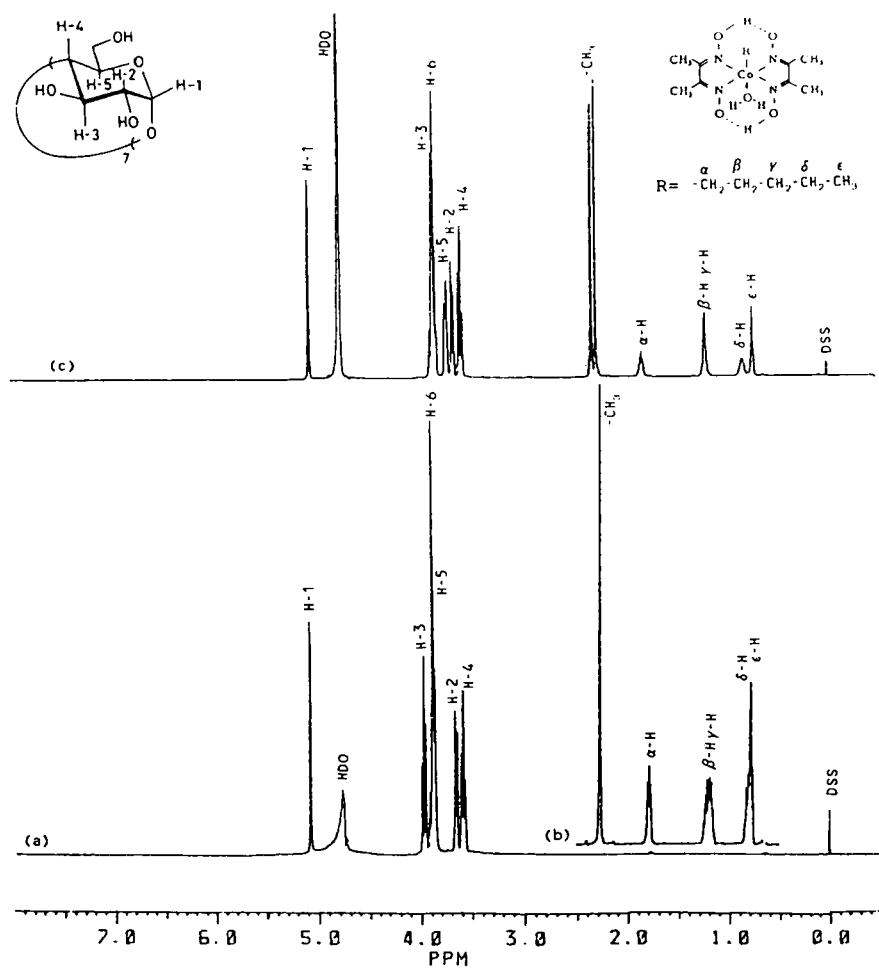 H-4
OH
H-5
H-2
O
H-1
HO
H-3
HO
O
7
H-1
HDO
H-3
H-6
H-5
H-2
H-4
-CH3
α-H
β-H γ-H
δ-H
ε-H
DSS
(c)
O H O
R
CH3 N N CH3
Co
CH3 N N CH3
O H O H O
H
α β γ δ ε
R= -CH2-CH2-CH2-CH2-CH3
H-1
HDO
H-3
H-6
H-5
H-2
H-4
-CH3
α-H
β-H γ-H
δ-H
ε-H
DSS
(a)
(b)
7.0 6.0 5.0 4.0 3.0 2.0 1.0 0.0
PPM